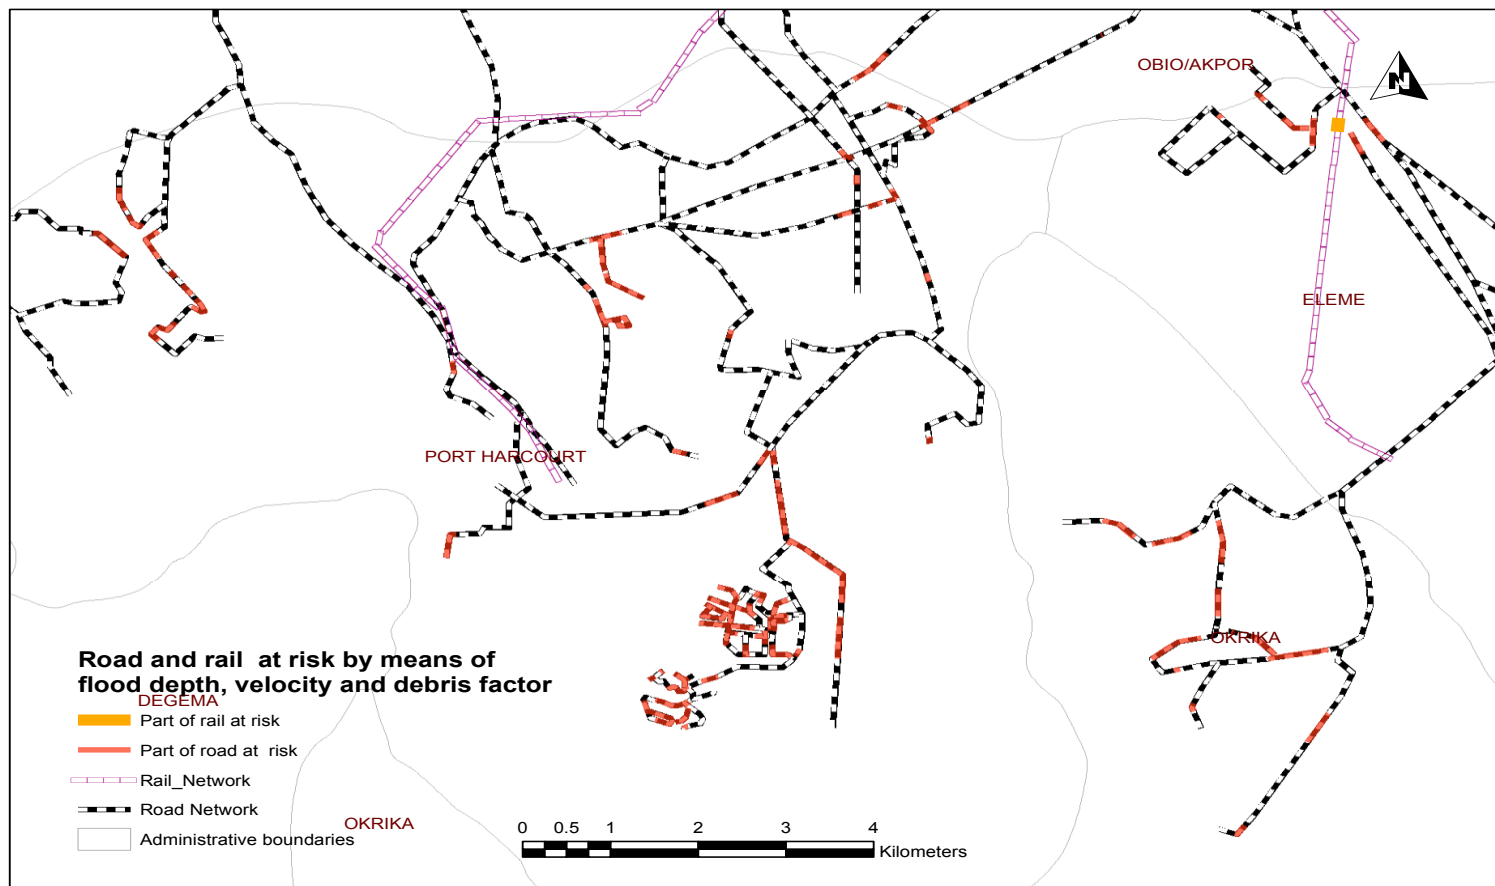 OBIO/AKPOR
N
ELEME
PORT HARCOURT
OKRIKA
Road and rail at risk by means of
flood depth, velocity and debris factor
DEGEMA
Part of rail at risk
Part of road at risk
Rail_Network
Road Network
Administrative boundaries
OKRIKA
0 0.5 1 2 3 4
Kilometers